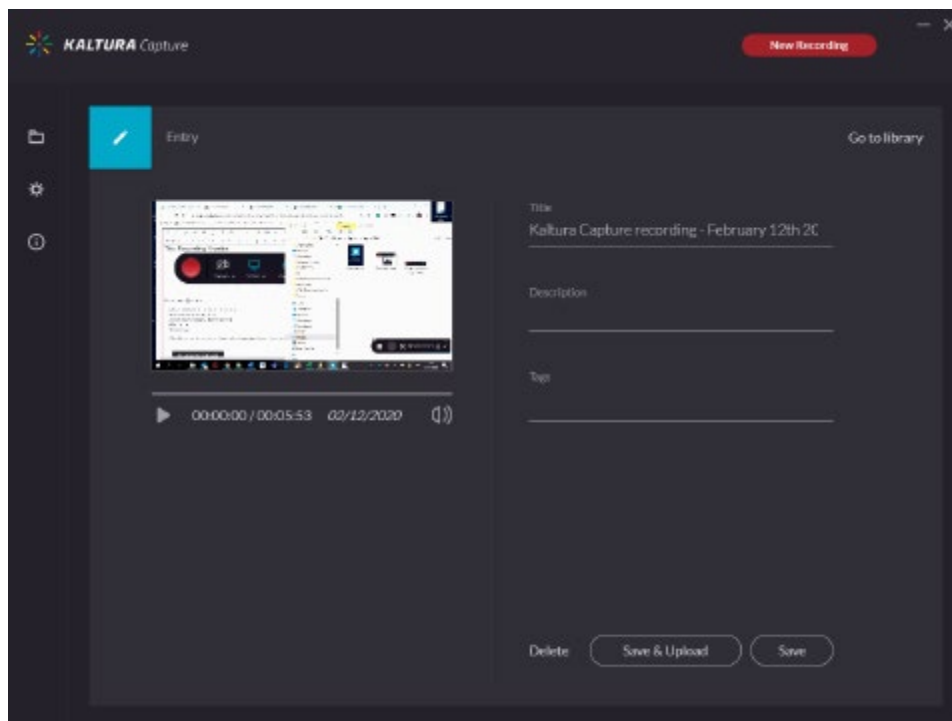 KALTURA Capture
New Recording
Entry
Go to library
Title
Kaltura Capture recording - February 12th 20
Description
Tags
00:00:00 / 00:05:53 02/12/2020
Delete
Save & Upload
Save